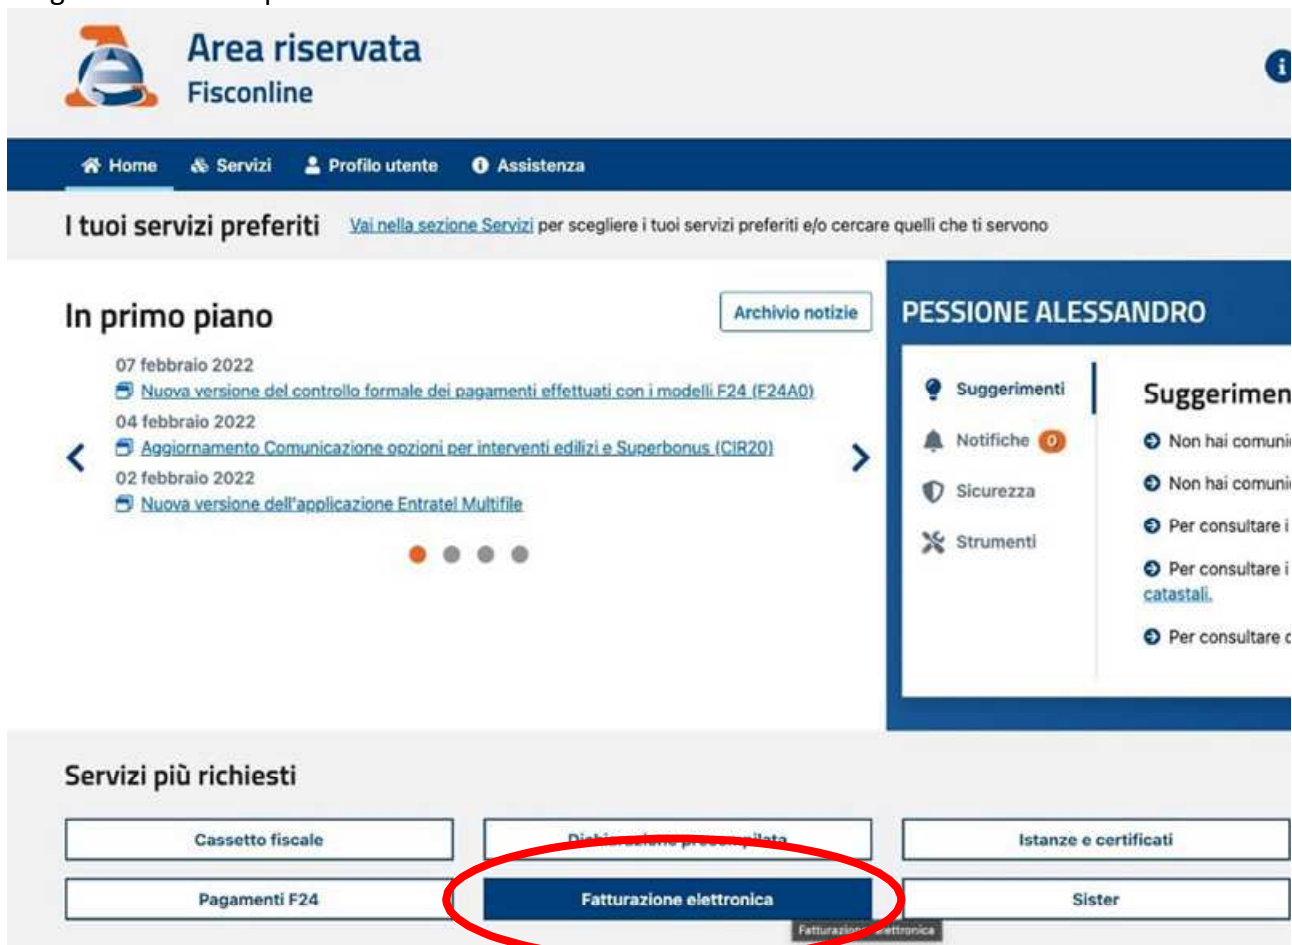 Area riservata
Fisconline
Home Servizi Profilo utente Assistenza
I tuoi servizi preferiti Vai nella sezione Servizi per scegliere i tuoi servizi preferiti e/o cercare quelli che ti servono
In primo piano
Archivio notizie
07 febbraio 2022
Nuova versione del controllo formale dei pagamenti effettuati con i modelli F24 (F24A0)
04 febbraio 2022
Aggiornamento Comunicazione opzioni per interventi edilizi e Superbonus (CIR20)
02 febbraio 2022
Nuova versione dell'applicazione Entratel Multifile
PESSIONE ALESSANDRO
Suggerimenti
Notifiche 0
Sicurezza
Strumenti
Suggerimen
Non hai comuni
Non hai comuni
Per consultare i
Per consultare i
catastali.
Per consultare
Servizi più richiesti
Cassetto fiscale Dichiarazione precompilata Istanze e certificati
Pagamenti F24 Fatturazione elettronica Sister
Fatturazione elettronica